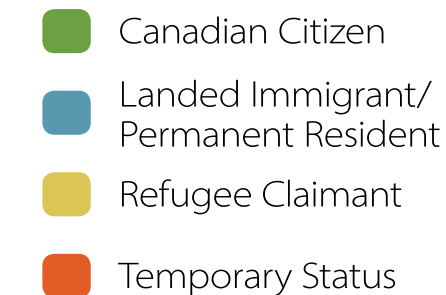 Canadian Citizen
Landed Immigrant/
Permanent Resident
Refugee Claimant
Temporary Status